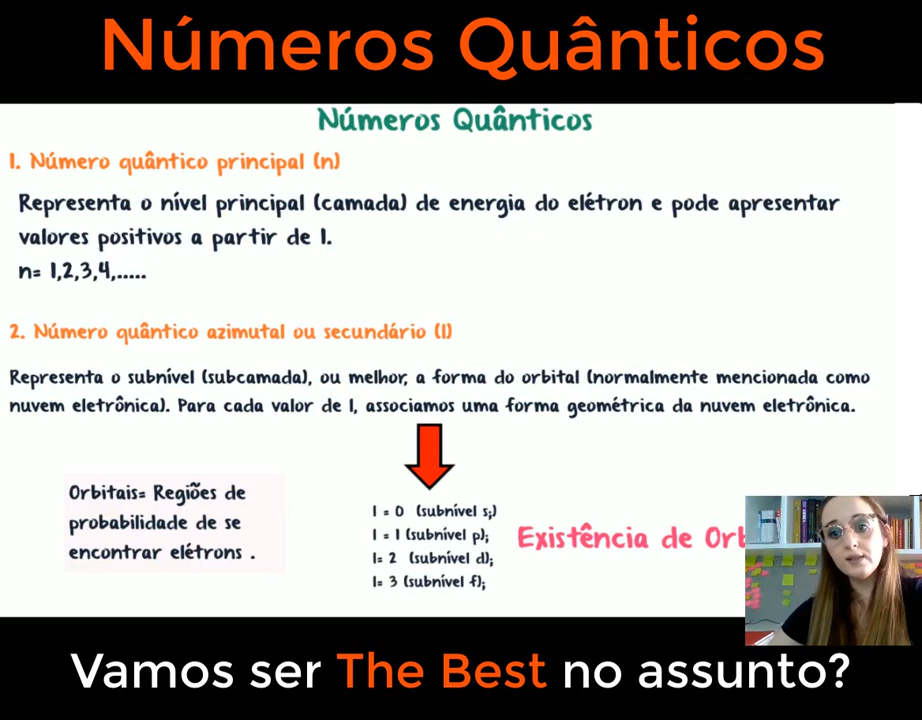 Números Quânticos
Números Quânticos
1. Número quântico principal (n)
Representa o nível principal (camada) de energia do elétron e pode apresentar
valores positivos a partir de 1.
n= 1,2,3,4,.....
2. Número quântico azimutal ou secundário (l)
Representa o subnível (subcamada), ou melhor, a forma do orbital (normalmente mencionada como
nuvem eletrônica). Para cada valor de l, associamos uma forma geométrica da nuvem eletrônica.
Orbitais= Regiões de
probabilidade de se
encontrar elétrons .
l = 0 (subnível s;)
l = 1 (subnível p);
l= 2 (subnível d);
l= 3 (subnível f);
Existência de
Vamos ser The Best no assunto?